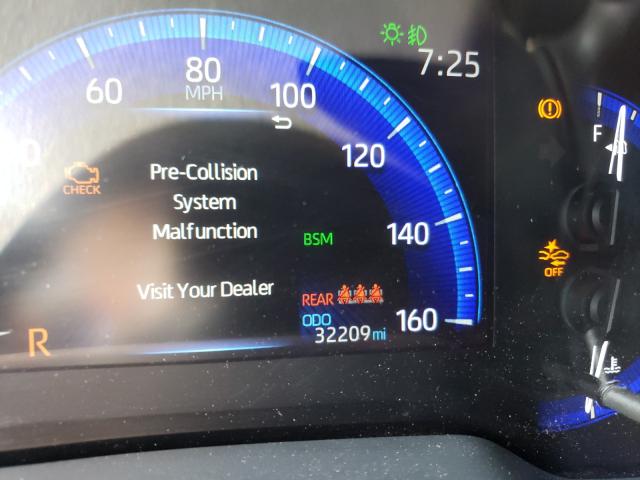 7:25
80
MPH
60
100
120
140
160
F
CHECK
Pre-Collision
System
Malfunction
Visit Your Dealer
BSM
REAR
ODO
32209 mi
OFF
R